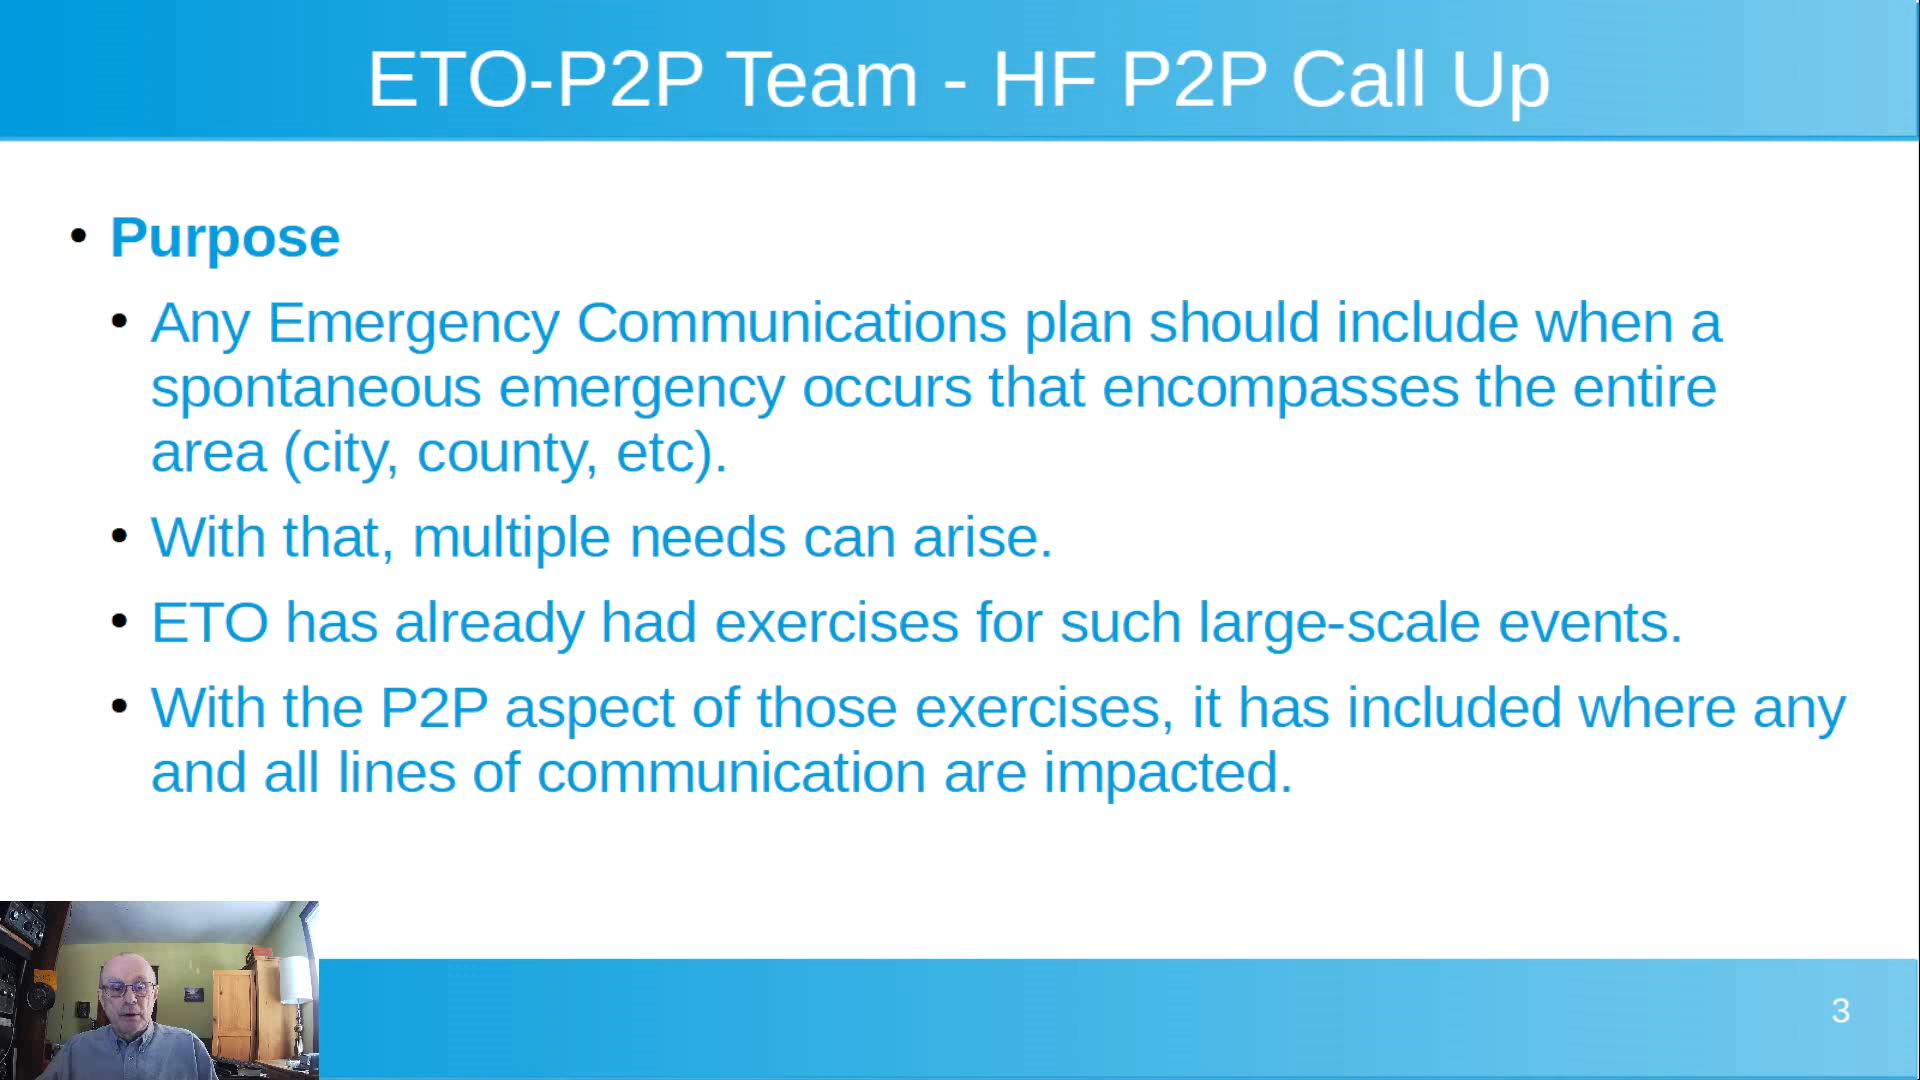 ETO-P2P Team - HF P2P Call Up
• Purpose
• Any Emergency Communications plan should include when a
spontaneous emergency occurs that encompasses the entire
area (city, county, etc).
• With that, multiple needs can arise.
• ETO has already had exercises for such large-scale events.
• With the P2P aspect of those exercises, it has included where any
and all lines of communication are impacted.
3